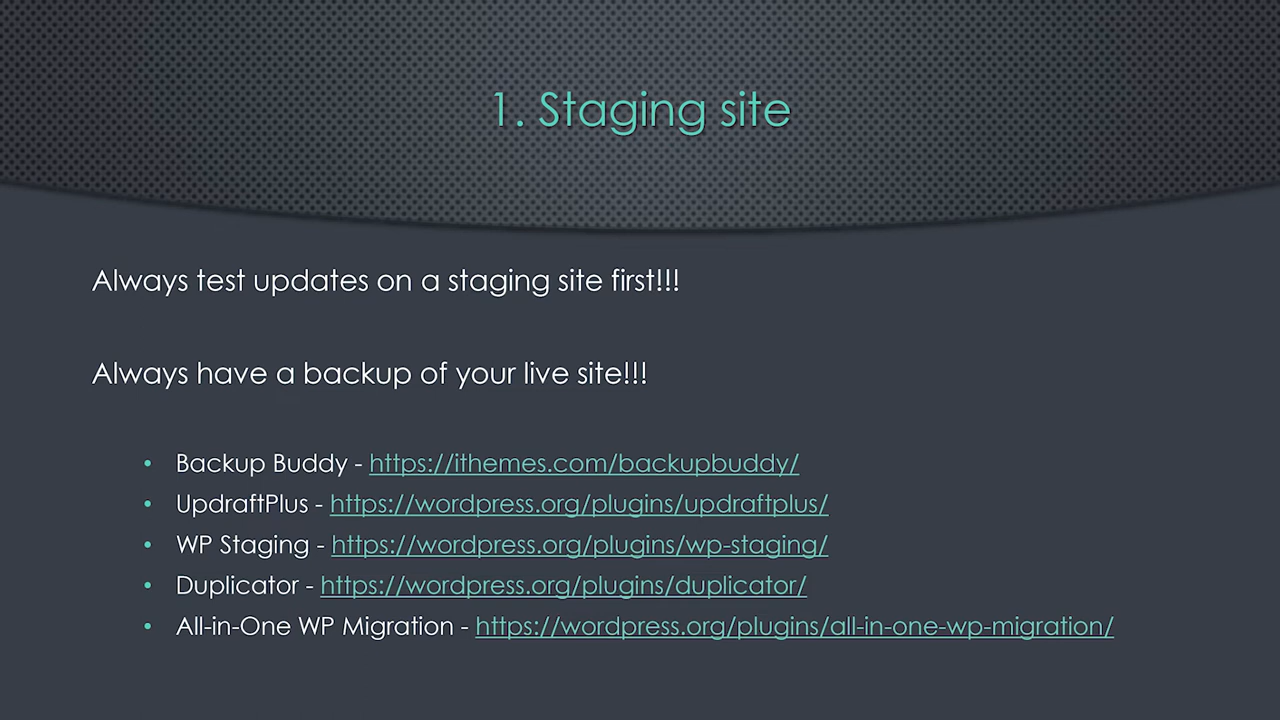 1. Staging site
Always test updates on a staging site first!!!
Always have a backup of your live site!!!
• Backup Buddy - https://ithemes.com/backupbuddy/
• UpdraftPlus - https://wordpress.org/plugins/updraftplus/
• WP Staging - https://wordpress.org/plugins/wp-staging/
• Duplicator - https://wordpress.org/plugins/duplicator/
• All-in-One WP Migration - https://wordpress.org/plugins/all-in-one-wp-migration/